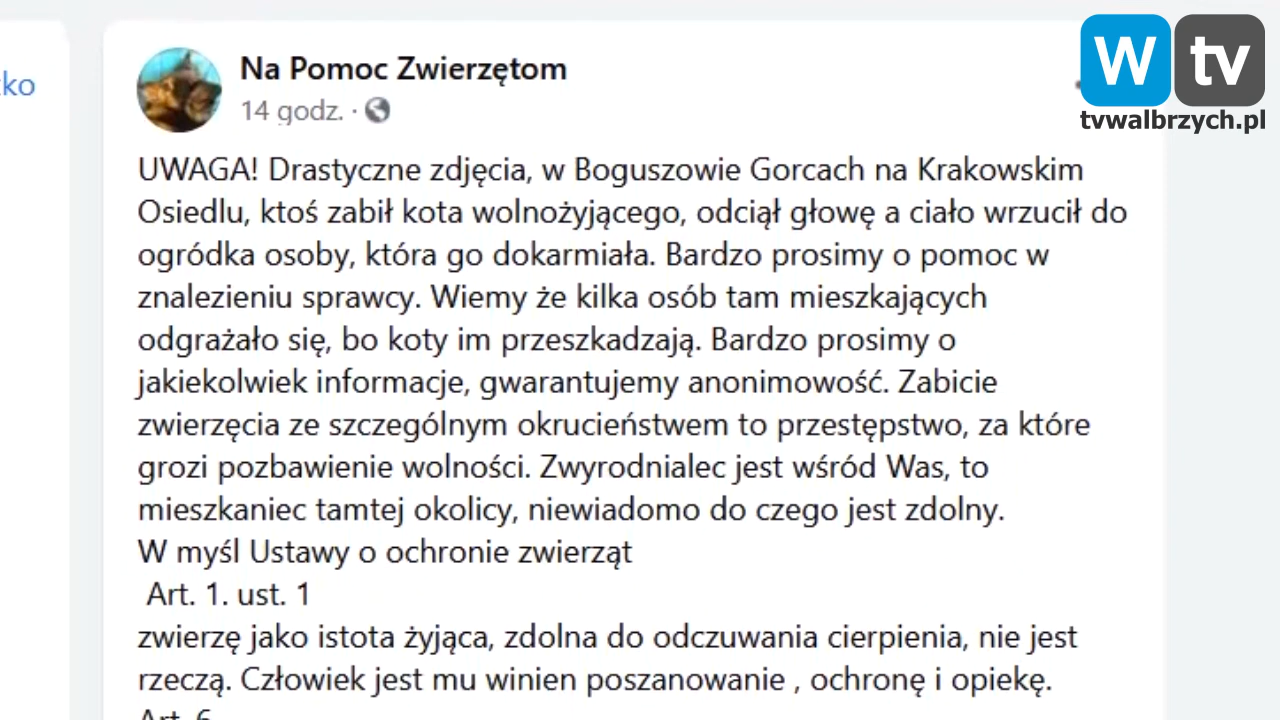 ko
Na Pomoc Zwierzętom
14 godz. ·
W tv
tvwalbrzych.pl
UWAGA! Drastyczne zdjęcia, w Boguszowie Gorcach na Krakowskim
Osiedlu, ktoś zabił kota wolnożyjącego, odciął głowę a ciało wrzucił do
ogródka osoby, która go dokarmiała. Bardzo prosimy o pomoc w
znalezieniu sprawcy. Wiemy że kilka osób tam mieszkających
odgrażało się, bo koty im przeszkadzają. Bardzo prosimy o
jakiekolwiek informacje, gwarantujemy anonimowość. Zabicie
zwierzęcia ze szczególnym okrucieństwem to przestępstwo, za które
grozi pozbawienie wolności. Zwyrodnialec jest wśród Was, to
mieszkaniec tamtej okolicy, niewiadomo do czego jest zdolny.
W myśl Ustawy o ochronie zwierząt
Art. 1. ust. 1
zwierzę jako istota żyjąca, zdolna do odczuwania cierpienia, nie jest
rzeczą. Człowiek jest mu winien poszanowanie , ochronę i opiekę.
Art. 6